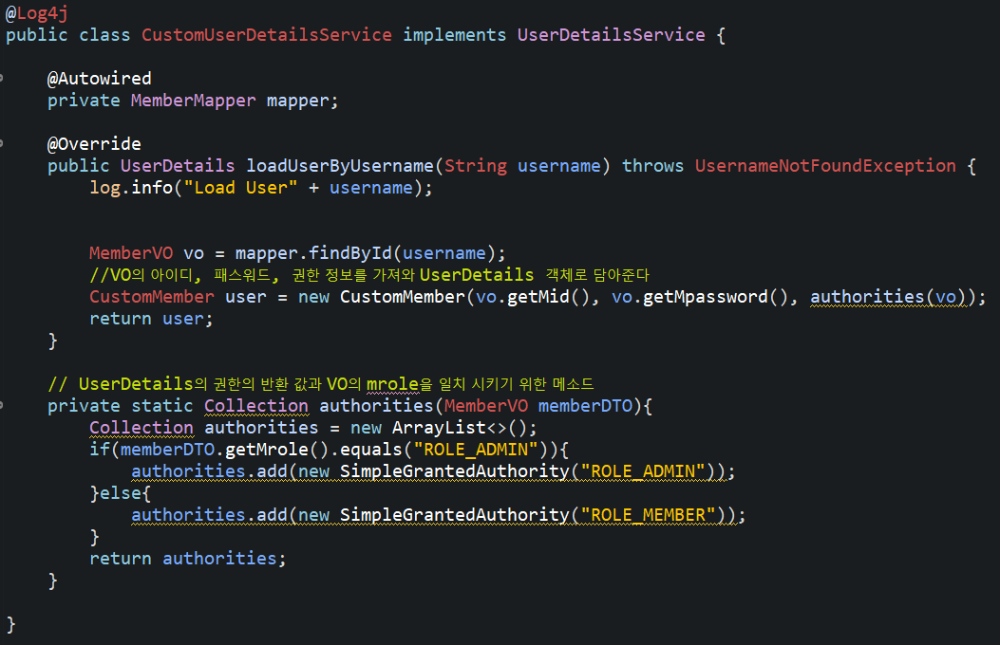 @Log4j
public class CustomUserDetailsService implements UserDetailsService {
@Autowired
private MemberMapper mapper;
@Override
public UserDetails loadUserByUsername(String username) throws UsernameNotFoundException {
log.info("Load User" + username);
MemberVO vo = mapper.findById(username);
//VO의 아이디, 패스워드, 권한 정보를 가져와 UserDetails 객체로 담아준다
CustomMember user = new CustomMember(vo.getMid(), vo.getMpassword(), authorities(vo));
return user;
}
// UserDetails의 권한의 반환 값과 VO의 mrole을 일치 시키기 위한 메소드
private static Collection authorities(MemberVO memberDTO){
Collection authorities = new ArrayList<>();
if(memberDTO.getMrole().equals("ROLE_ADMIN")){
authorities.add(new SimpleGrantedAuthority("ROLE_ADMIN"));
}else{
authorities.add(new SimpleGrantedAuthority("ROLE_MEMBER"));
}
return authorities;
}
}